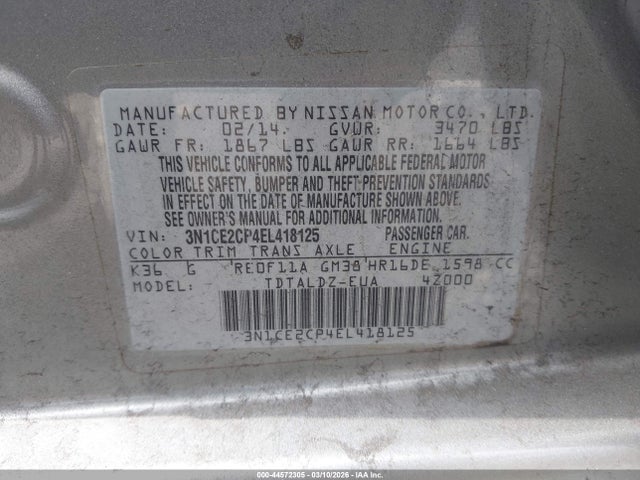 MANUFACTURED BY NISSAN MOTOR CO., LTD.
DATE: 02/14. GVWR: 3470 LBS
GAWR FR: 1867 LBS GAWR RR: 1664 LBS
THIS VEHICLE CONFORMS TO ALL APPLICABLE FEDERAL MOTOR
VEHICLE SAFETY, BUMPER AND THEFT PREVENTION STANDARDS
IN EFFECT ON THE DATE OF MANUFACTURE SHOWN ABOVE.
SEE OWNER'S MANUAL FOR ADDITIONAL INFORMATION.
VIN: 3N1CE2CP4EL418125 PASSENGER CAR.
COLOR TRIM TRANS AXLE ENGINE
K36 G RE0F11A GM38 HR16DE 1598 CC
MODEL: TDTALDZ-EUA 4Z000
3N1CE2CP4EL418125
000-44572305 - 03/10/2026 - IAA Inc.